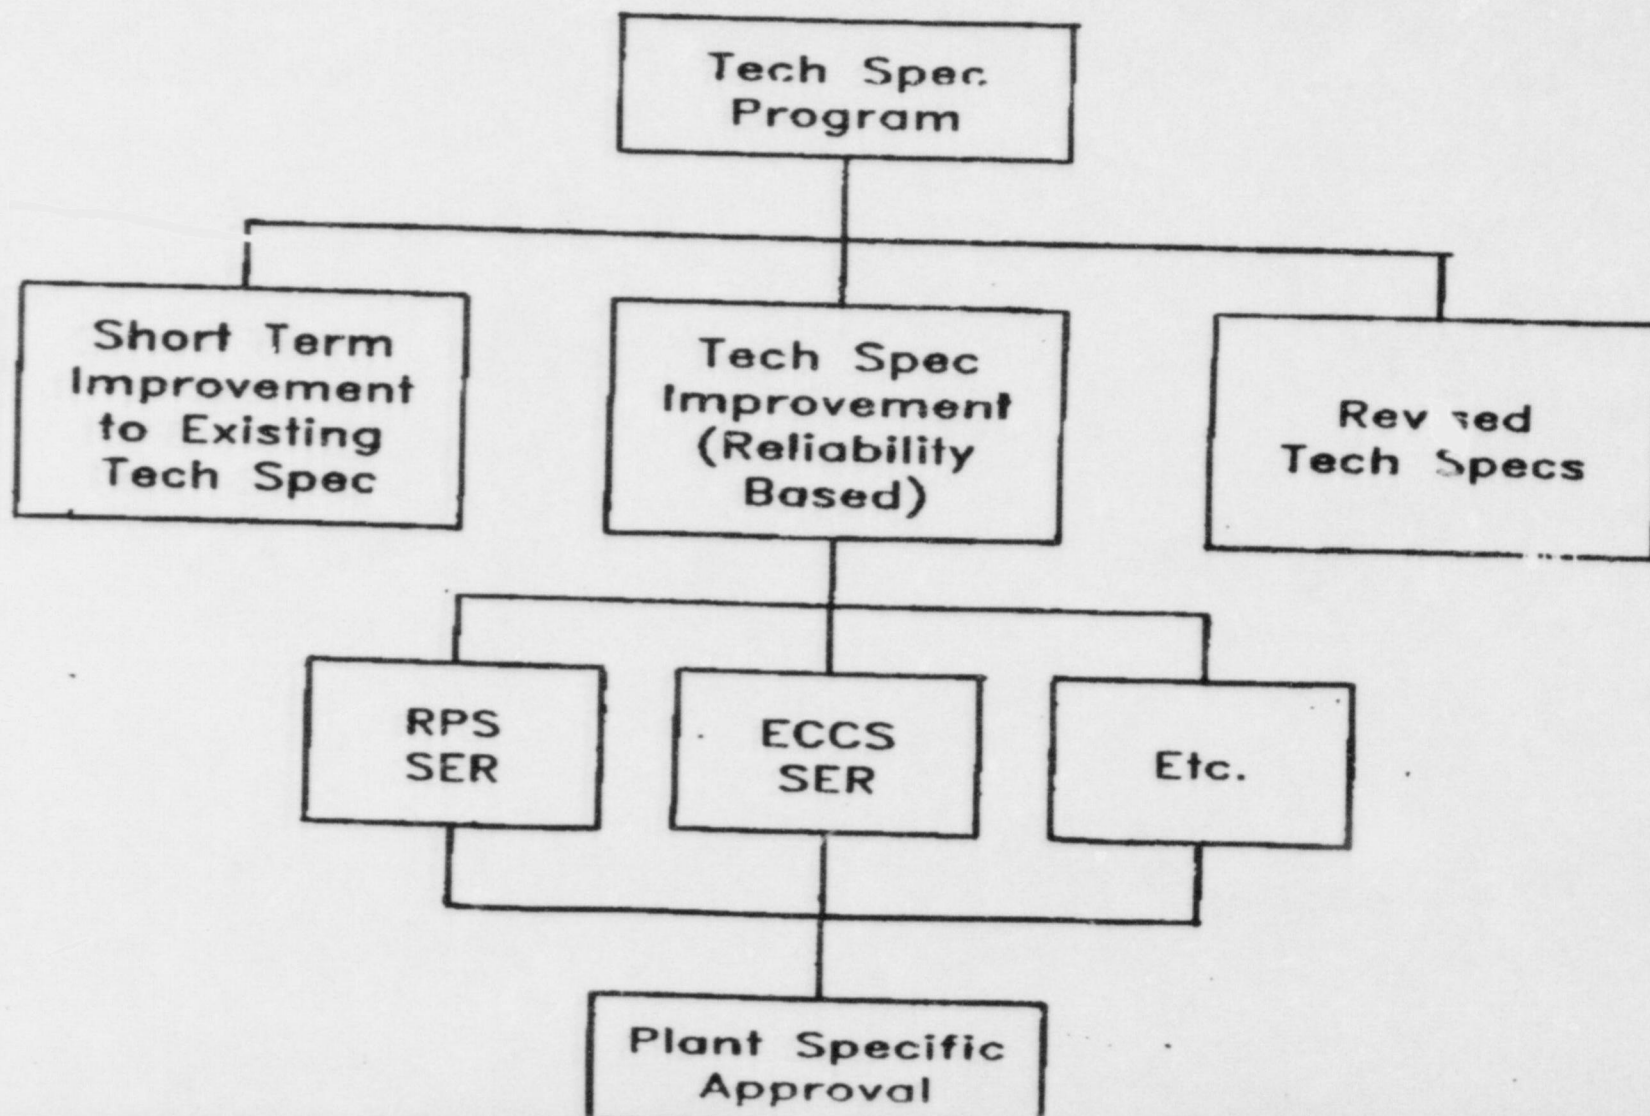 Tech Spec
Program
Short Term
Improvement
to Existing
Tech Spec
Tech Spec
Improvement
(Reliability
Based)
Revised
Tech Specs
RPS
SER
ECCS
SER
Etc.
Plant Specific
Approval